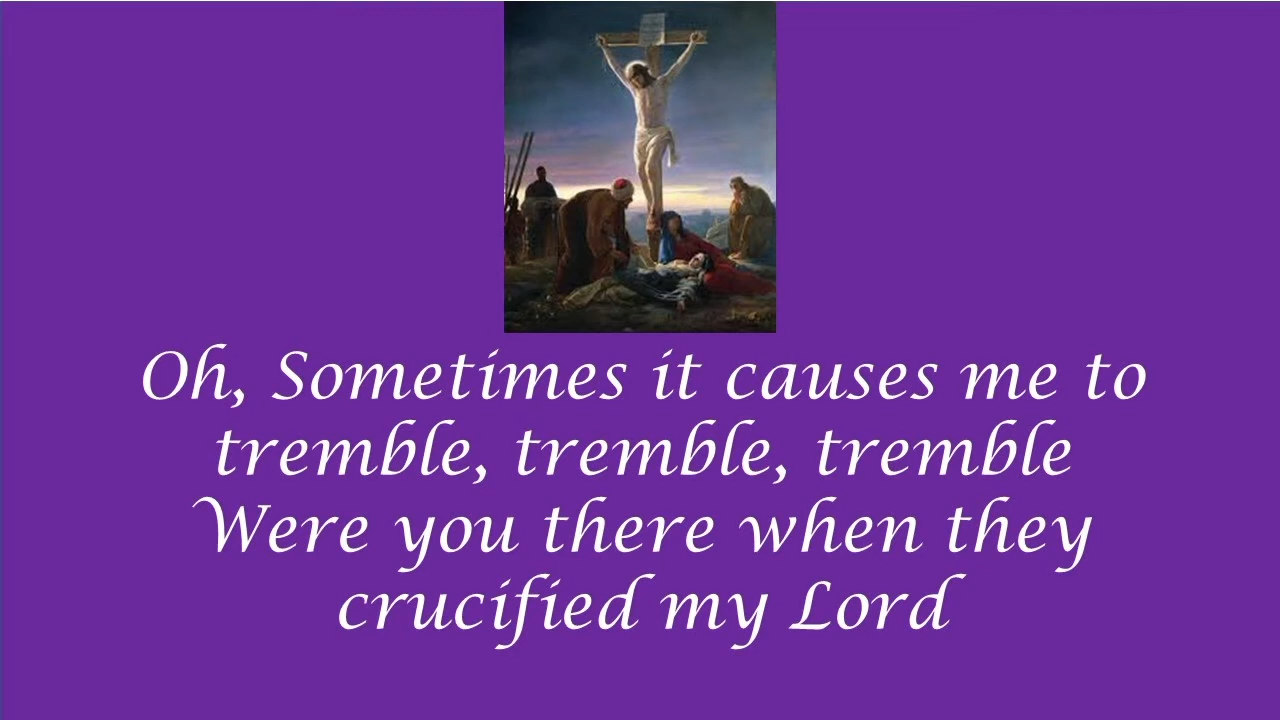 Oh, Sometimes it causes me to
tremble, tremble, tremble
Were you there when they
crucified my Lord